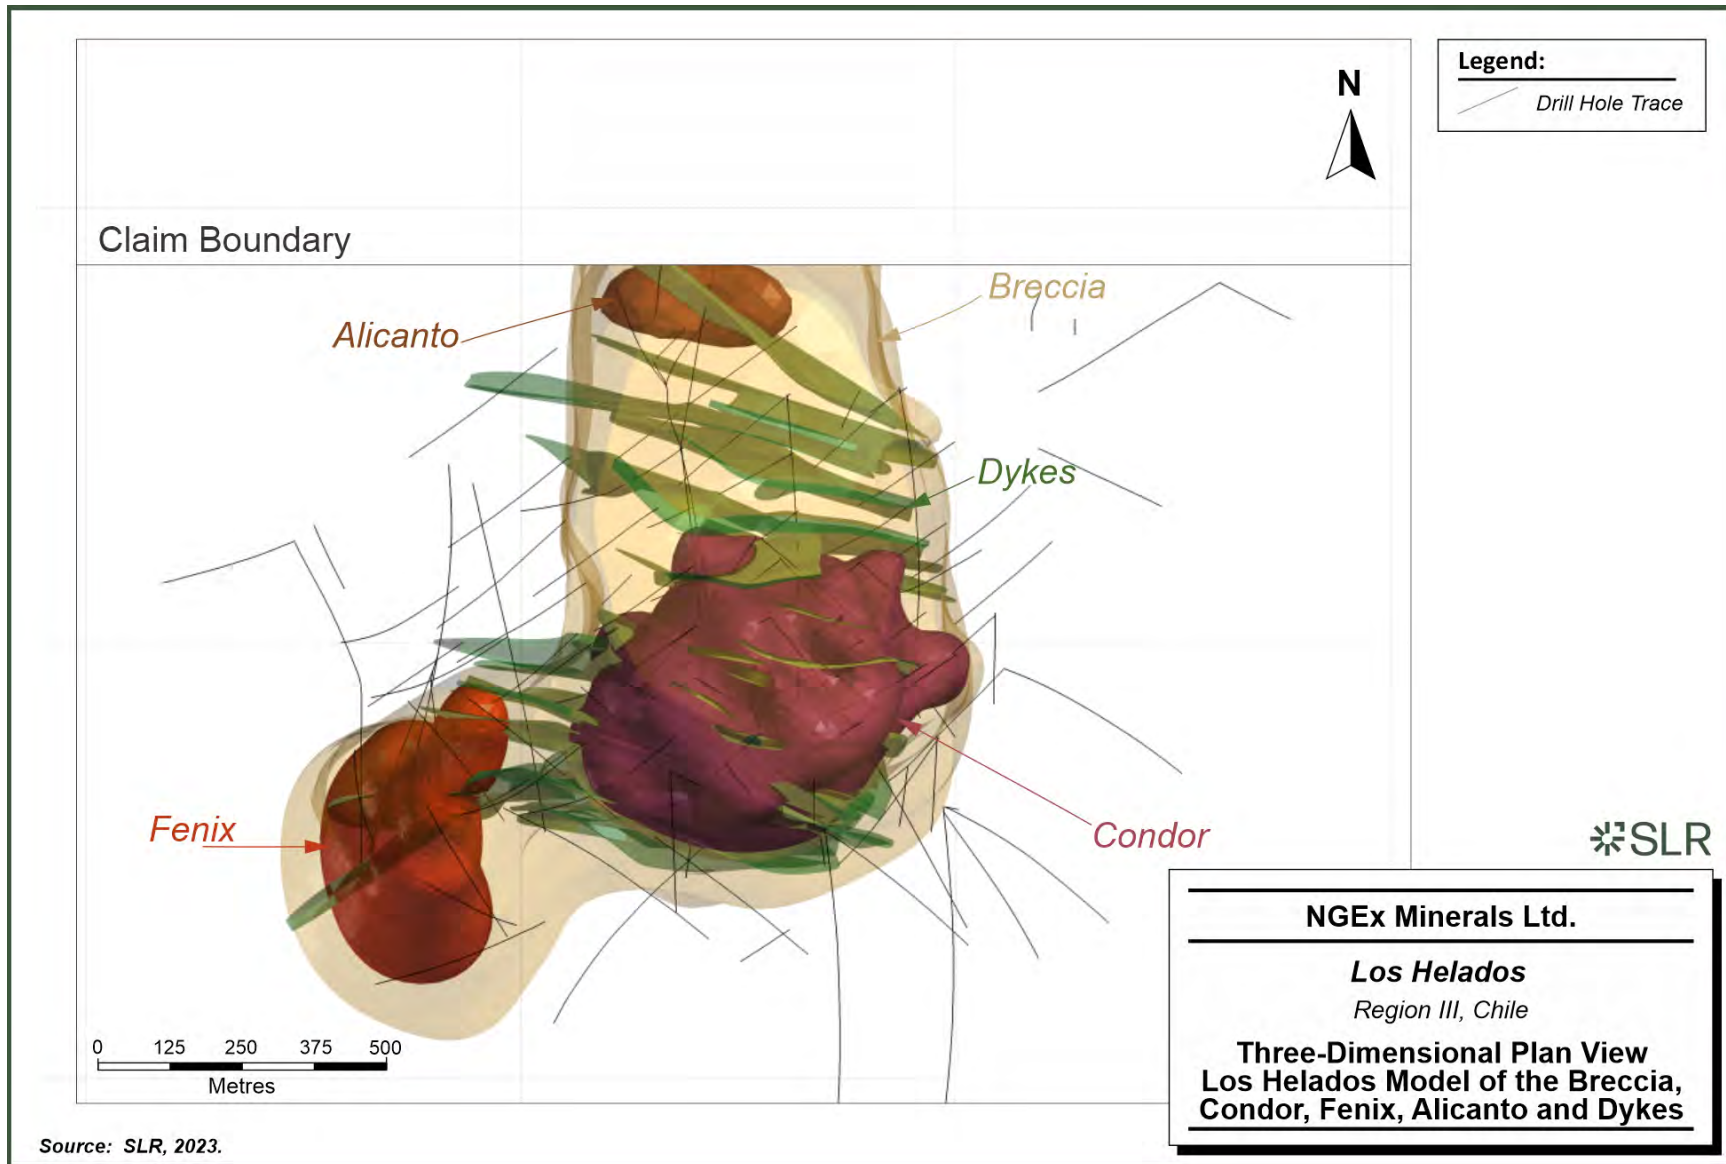 Legend:
Drill Hole Trace
N
Claim Boundary
Breccia
Alicanto
Dykes
Fenix
Condor
SLR
0 125 250 375 500
Metres
NGEx Minerals Ltd.
Los Helados
Region III, Chile
Three-Dimensional Plan View
Los Helados Model of the Breccia,
Condor, Fenix, Alicanto and Dykes
Source: SLR, 2023.